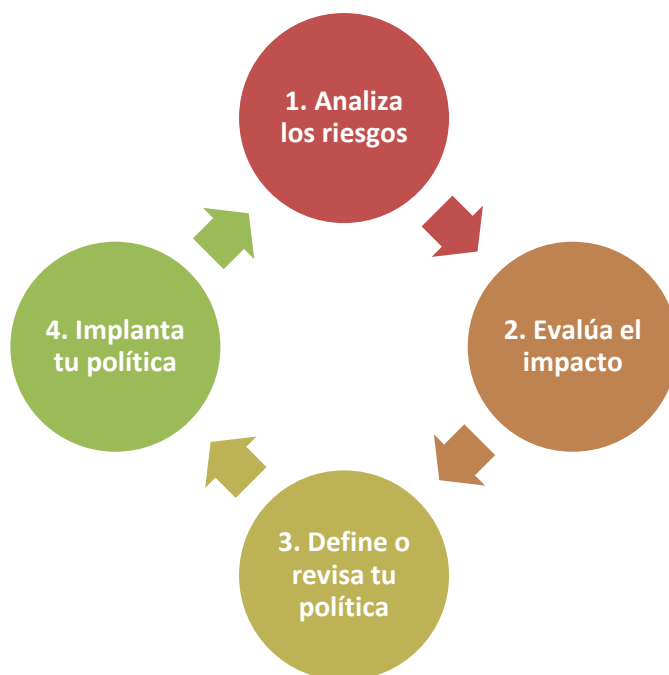 1. Analiza
los riesgos
2. Evalúa el
impacto
3. Define o
revisa tu
política
4. Implanta
tu política